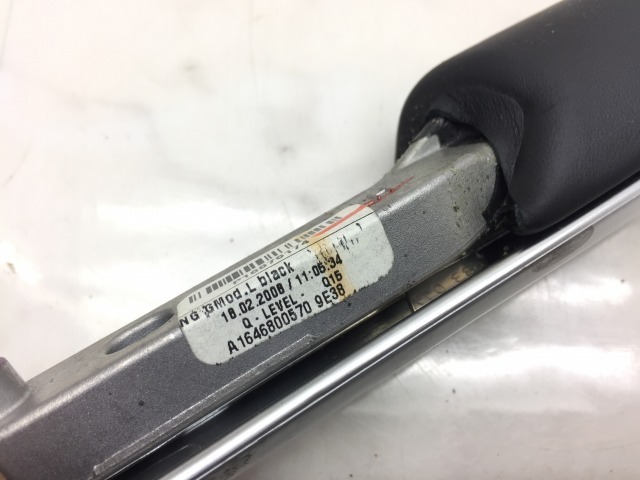 NG GMod. L black
18.02.2008 / 11:05:34
Q - LEVEL - Q15
A1646800570 9E38